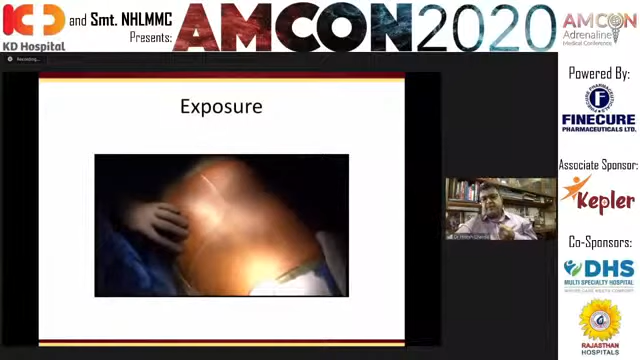 KD
KD Hospital
and Smt. NHLMMC
Presents:
AMCON2020
AMCON
Adrenaline
Medical Conference
Recording...
Exposure
Powered By:
F
FINECURE
PHARMACEUTICALS LTD.
Associate Sponsor:
Kepler
Co-Sponsors:
DHS
MULTI SPECIALITY HOSPITAL
RAJASTHAN
HOSPITALS